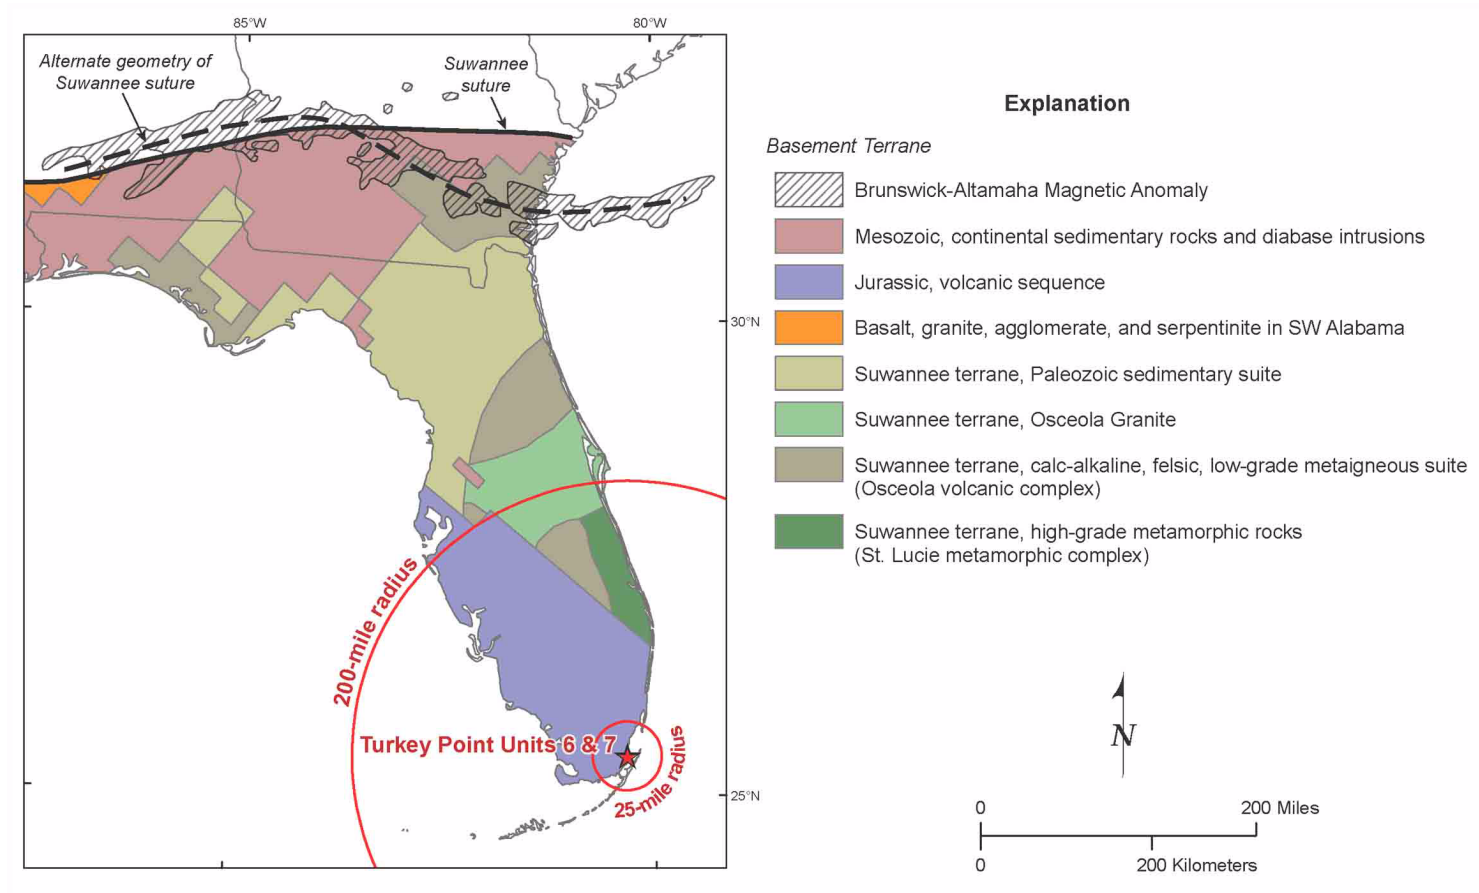 85°W
80°W
Alternate geometry of
Suwannee suture
Suwannee
suture
30°N
25°N
200-mile radius
Turkey Point Units 6 & 7
25-mile radius
Explanation
Basement Terrane
Brunswick-Altamaha Magnetic Anomaly
Mesozoic, continental sedimentary rocks and diabase intrusions
Jurassic, volcanic sequence
Basalt, granite, agglomerate, and serpentinite in SW Alabama
Suwannee terrane, Paleozoic sedimentary suite
Suwannee terrane, Osceola Granite
Suwannee terrane, calc-alkaline, felsic, low-grade metaigneous suite
(Osceola volcanic complex)
Suwannee terrane, high-grade metamorphic rocks
(St. Lucie metamorphic complex)
N
0
200 Miles
0
200 Kilometers